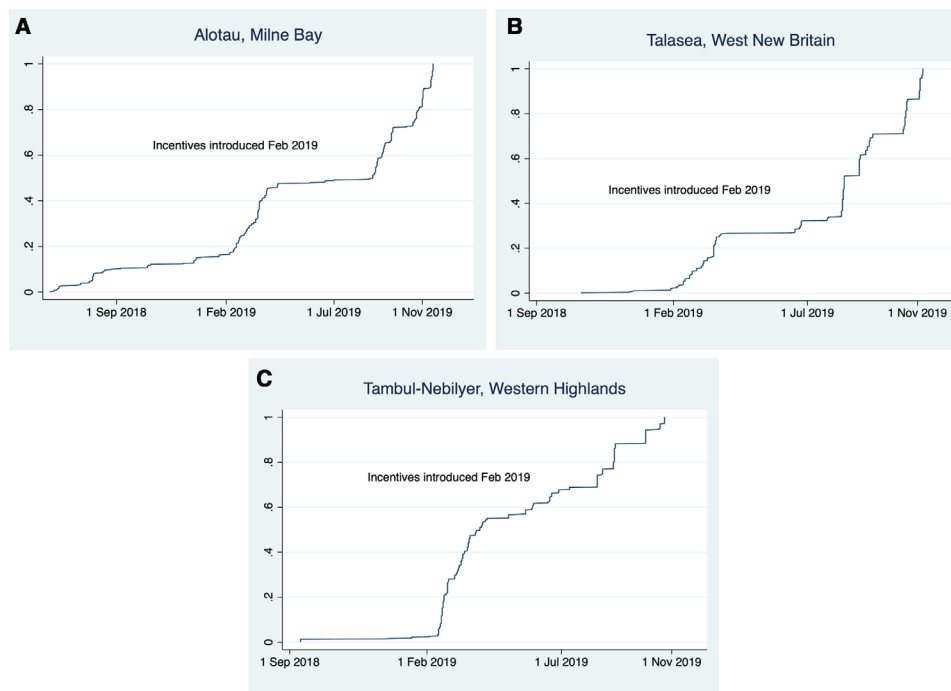 A
Alotau, Milne Bay
1
.8
.6
.4
.2
0
Incentives introduced Feb 2019
1 Sep 2018
1 Feb 2019
1 Jul 2019
1 Nov 2019
B
Talasea, West New Britain
1
.8
.6
.4
.2
0
Incentives introduced Feb 2019
1 Sep 2018
1 Feb 2019
1 Jul 2019
1 Nov 2019
C
Tambul-Nebilyer, Western Highlands
1
.8
.6
.4
.2
0
Incentives introduced Feb 2019
1 Sep 2018
1 Feb 2019
1 Jul 2019
1 Nov 2019